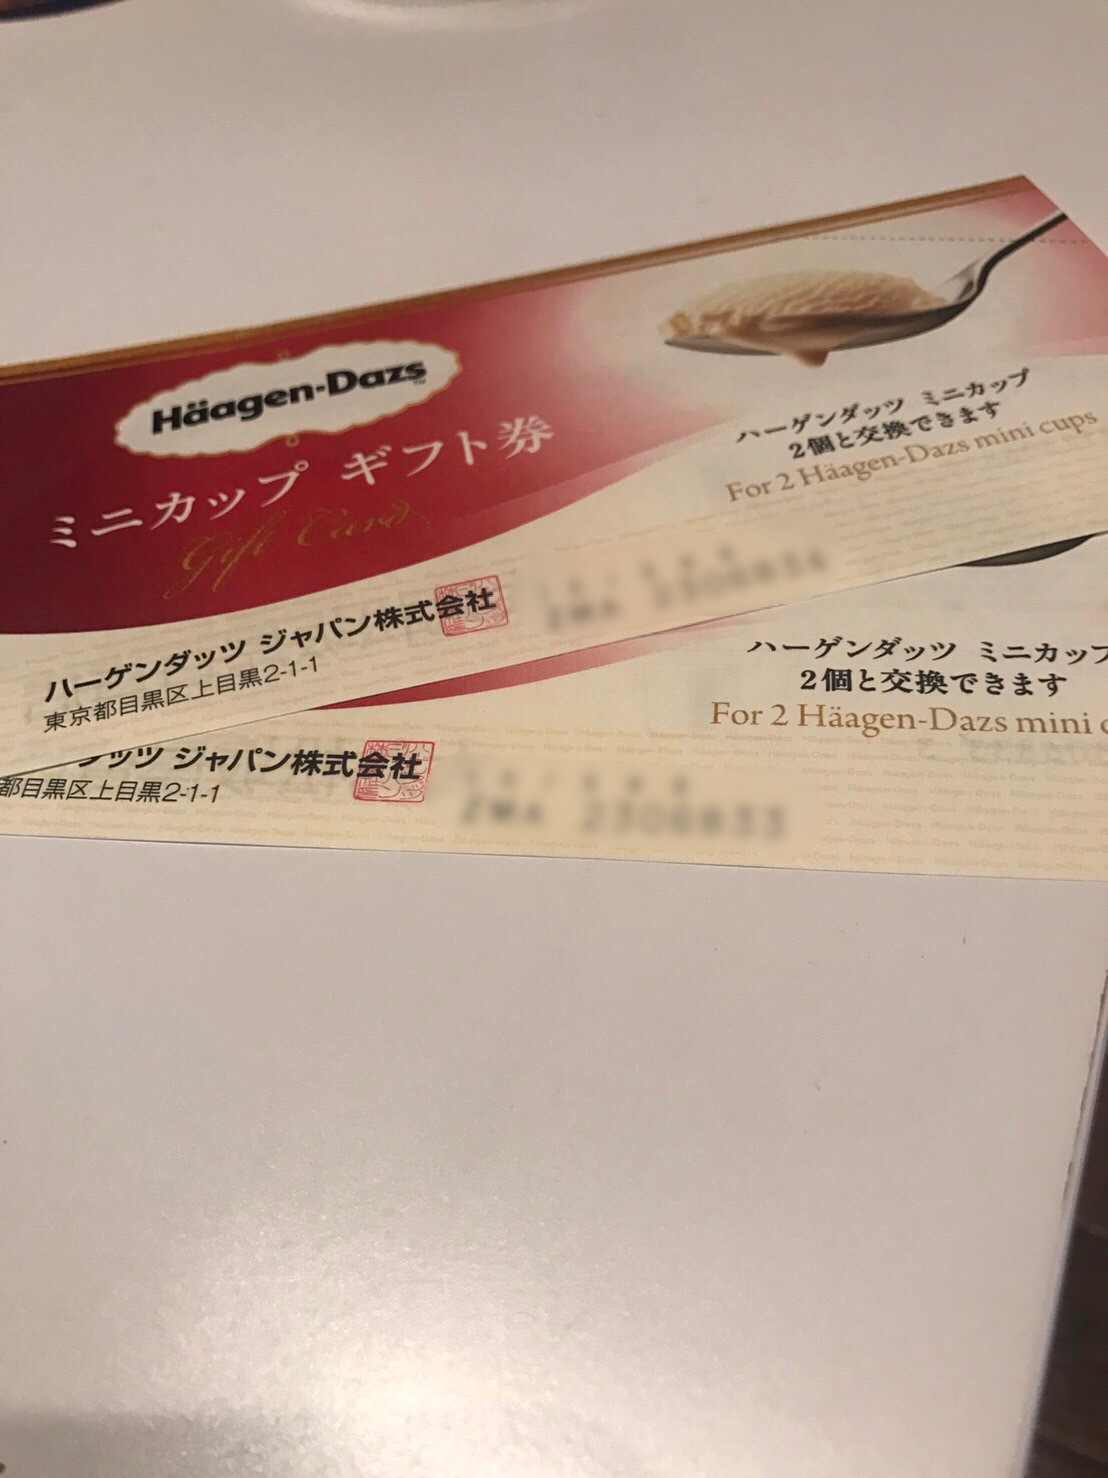 Häagen-Dazs
ミニカップ ギフト券
Gift Card
ハーゲンダッツ ミニカップ
2個と交換できます
For 2 Häagen-Dazs mini cups
ハーゲンダッツ ジャパン株式会社
東京都目黒区上目黒2-1-1
ハーゲンダッツ ミニカップ
2個と交換できます
For 2 Häagen-Dazs mini c
ダッツ ジャパン株式会社
都目黒区上目黒2-1-1